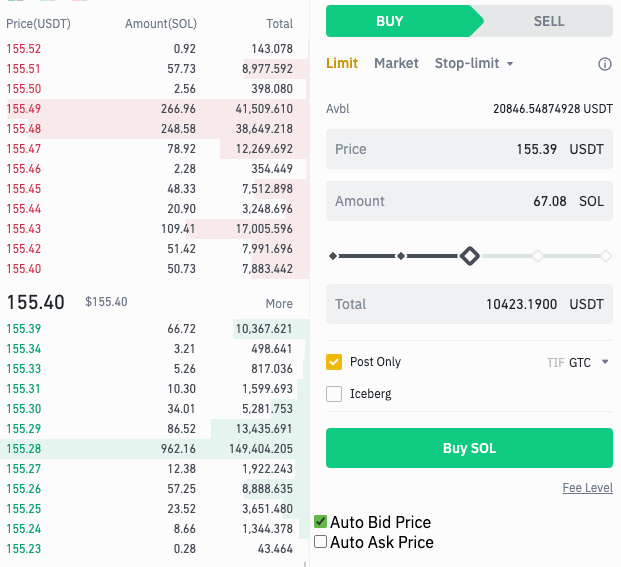 Price(USDT) Amount(SOL) Total
155.52 0.92 143.078
155.51 57.73 8,977.592
155.50 2.56 398.080
155.49 266.96 41,509.610
155.48 248.58 38,649.218
155.47 78.92 12,269.692
155.46 2.28 354.449
155.45 48.33 7,512.898
155.44 20.90 3,248.696
155.43 109.41 17,005.596
155.42 51.42 7,991.696
155.40 50.73 7,883.442
155.40 $155.40 More
155.39 66.72 10,367.621
155.34 3.21 498.641
155.33 5.26 817.036
155.31 10.30 1,599.693
155.30 34.01 5,281.753
155.29 86.52 13,435.691
155.28 962.16 149,404.205
155.27 12.38 1,922.243
155.26 57.25 8,888.635
155.25 23.52 3,651.480
155.24 8.66 1,344.378
155.23 0.28 43.464
BUY SELL
Limit Market Stop-limit
Avbl 20846.54874928 USDT
Price 155.39 USDT
Amount 67.08 SOL
Total 10423.1900 USDT
Post Only TIF GTC
Iceberg
Buy SOL
Fee Level
Auto Bid Price
Auto Ask Price